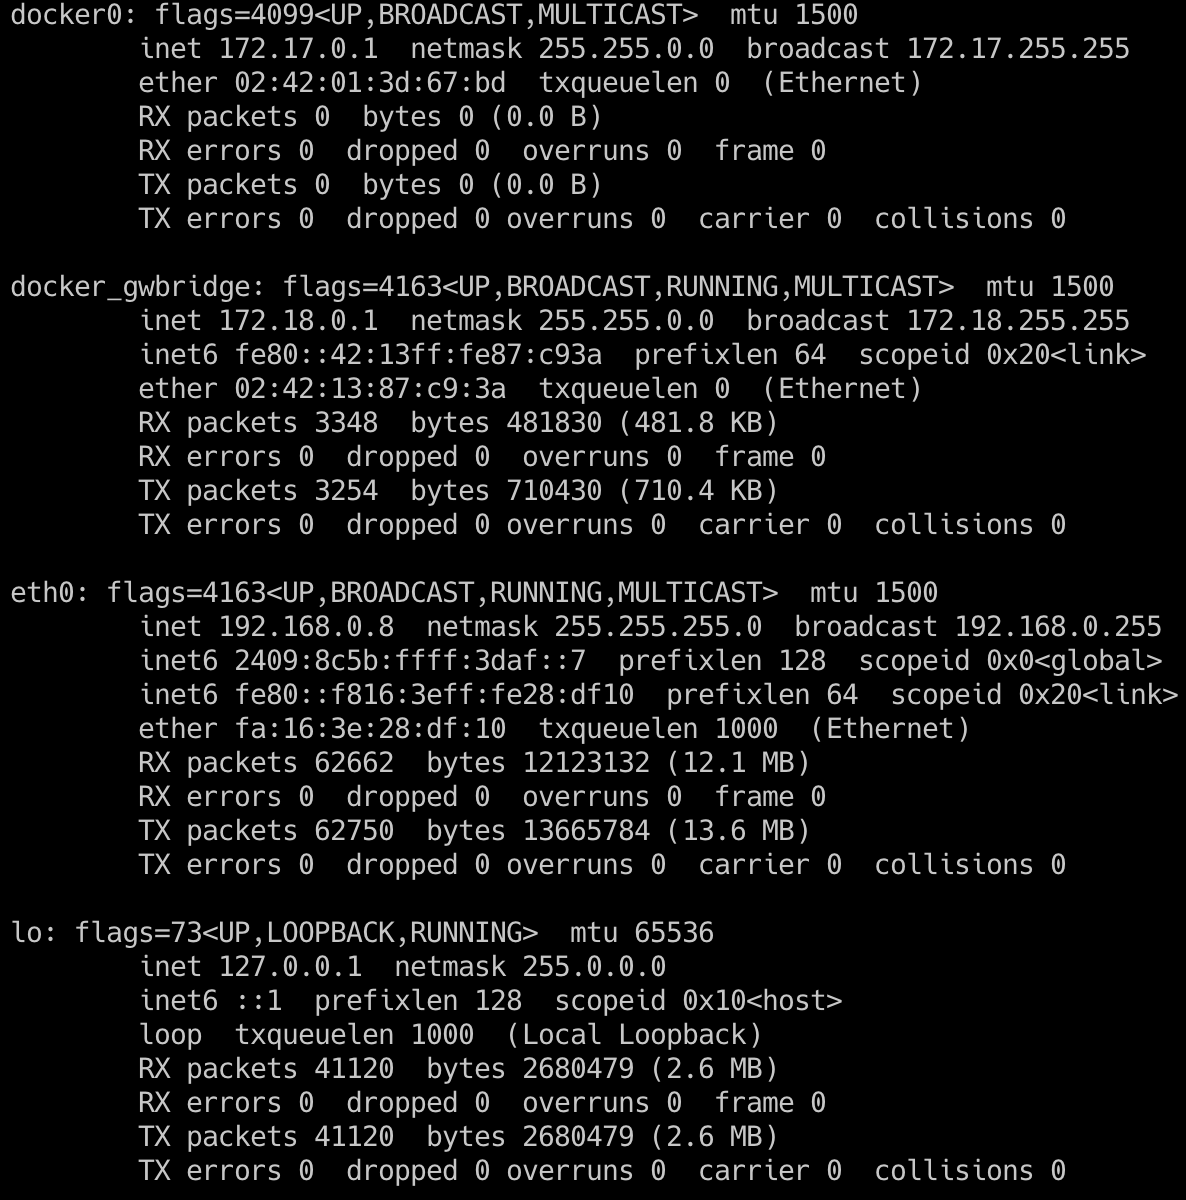 docker0: flags=4099<UP,BROADCAST,MULTICAST>  mtu 1500
        inet 172.17.0.1  netmask 255.255.0.0  broadcast 172.17.255.255
        ether 02:42:01:3d:67:bd  txqueuelen 0  (Ethernet)
        RX packets 0  bytes 0 (0.0 B)
        RX errors 0  dropped 0  overruns 0  frame 0
        TX packets 0  bytes 0 (0.0 B)
        TX errors 0  dropped 0 overruns 0  carrier 0  collisions 0

docker_gwbridge: flags=4163<UP,BROADCAST,RUNNING,MULTICAST>  mtu 1500
        inet 172.18.0.1  netmask 255.255.0.0  broadcast 172.18.255.255
        inet6 fe80::42:13ff:fe87:c93a  prefixlen 64  scopeid 0x20<link>
        ether 02:42:13:87:c9:3a  txqueuelen 0  (Ethernet)
        RX packets 3348  bytes 481830 (481.8 KB)
        RX errors 0  dropped 0  overruns 0  frame 0
        TX packets 3254  bytes 710430 (710.4 KB)
        TX errors 0  dropped 0 overruns 0  carrier 0  collisions 0

eth0: flags=4163<UP,BROADCAST,RUNNING,MULTICAST>  mtu 1500
        inet 192.168.0.8  netmask 255.255.255.0  broadcast 192.168.0.255
        inet6 2409:8c5b:ffff:3daf::7  prefixlen 128  scopeid 0x0<global>
        inet6 fe80::f816:3eff:fe28:df10  prefixlen 64  scopeid 0x20<link>
        ether fa:16:3e:28:df:10  txqueuelen 1000  (Ethernet)
        RX packets 62662  bytes 12123132 (12.1 MB)
        RX errors 0  dropped 0  overruns 0  frame 0
        TX packets 62750  bytes 13665784 (13.6 MB)
        TX errors 0  dropped 0 overruns 0  carrier 0  collisions 0

lo: flags=73<UP,LOOPBACK,RUNNING>  mtu 65536
        inet 127.0.0.1  netmask 255.0.0.0
        inet6 ::1  prefixlen 128  scopeid 0x10<host>
        loop  txqueuelen 1000  (Local Loopback)
        RX packets 41120  bytes 2680479 (2.6 MB)
        RX errors 0  dropped 0  overruns 0  frame 0
        TX packets 41120  bytes 2680479 (2.6 MB)
        TX errors 0  dropped 0 overruns 0  carrier 0  collisions 0